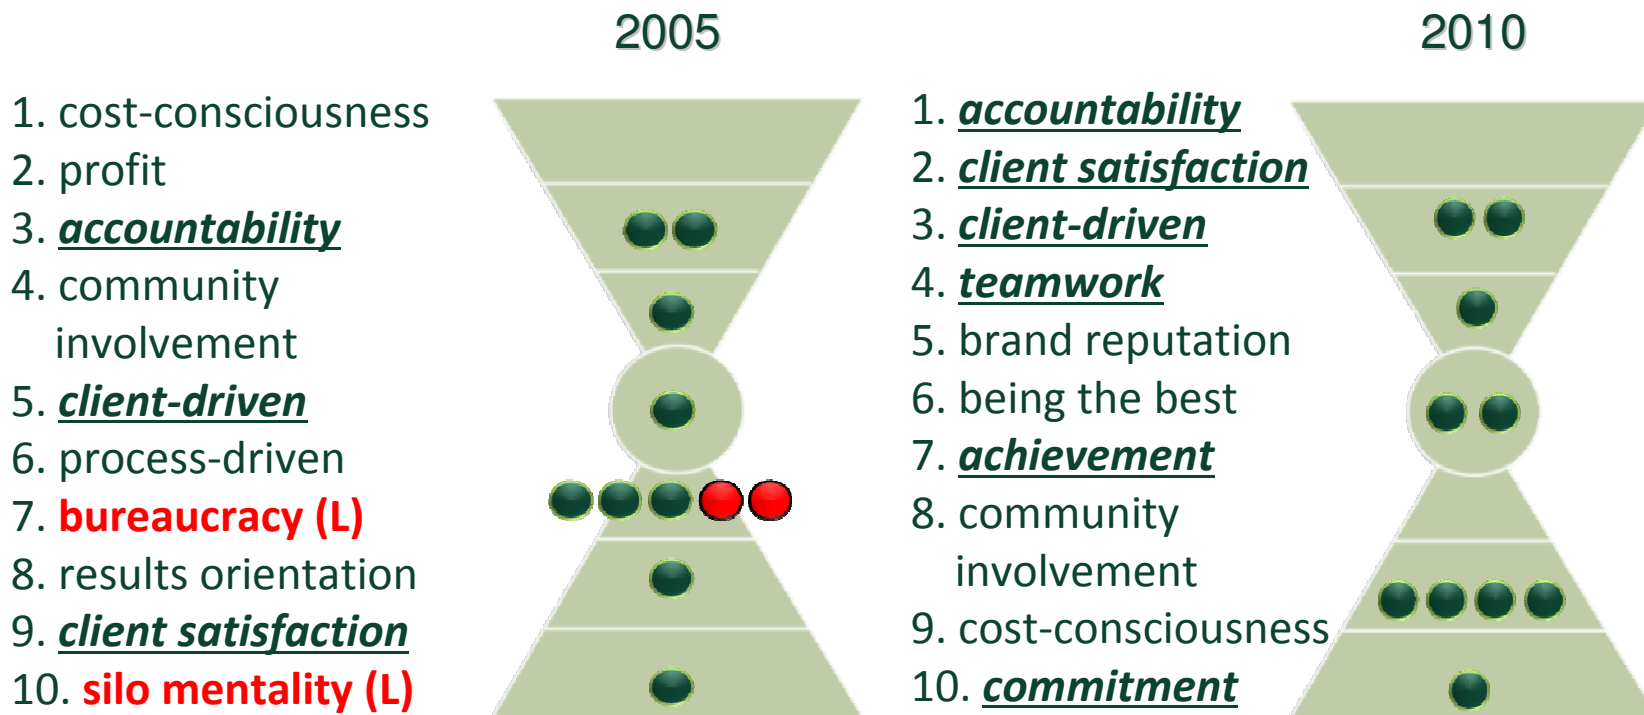 2005
1. cost-consciousness
2. profit
3. accountability
4. community
involvement
5. client-driven
6. process-driven
7. bureaucracy (L)
8. results orientation
9. client satisfaction
10. silo mentality (L)
2010
1. accountability
2. client satisfaction
3. client-driven
4. teamwork
5. brand reputation
6. being the best
7. achievement
8. community
involvement
9. cost-consciousness
10. commitment